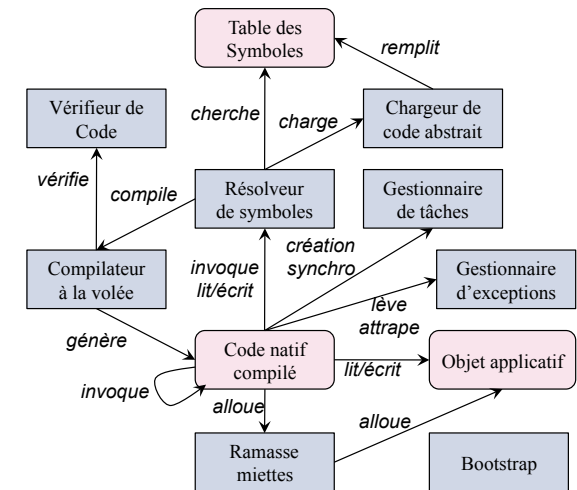 Table des
Symboles
remplit
Vérifieur de
Code
cherche
charge
Chargeur de
code abstrait
vérifie
compile
Résolveur
de symboles
Gestionnaire
de tâches
Compilateur
à la volée
invoque
lit/écrit
création
synchro
Gestionnaire
d’exceptions
génère
lève
attrape
Code natif
compilé
lit/écrit
Objet applicatif
invoque
alloue
alloue
Ramasse
miettes
Bootstrap